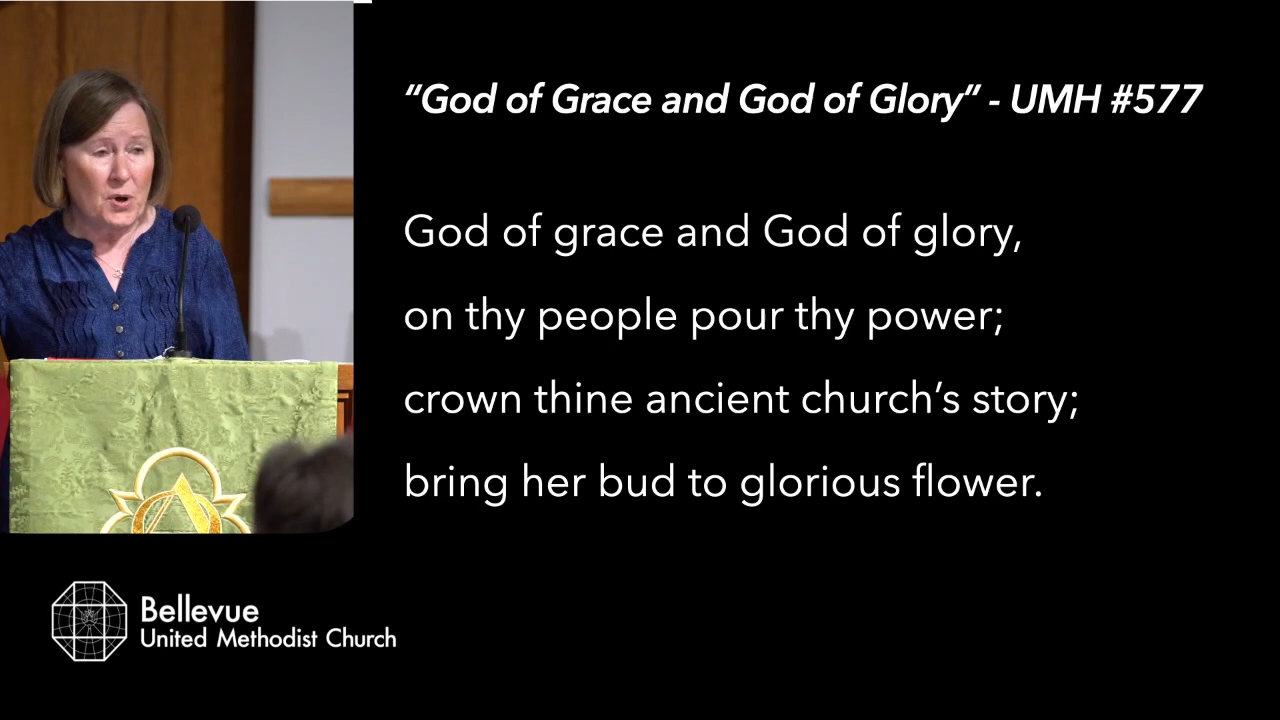 “God of Grace and God of Glory” - UMH #577
God of grace and God of glory,
on thy people pour thy power;
crown thine ancient church’s story;
bring her bud to glorious flower.
Bellevue
United Methodist Church